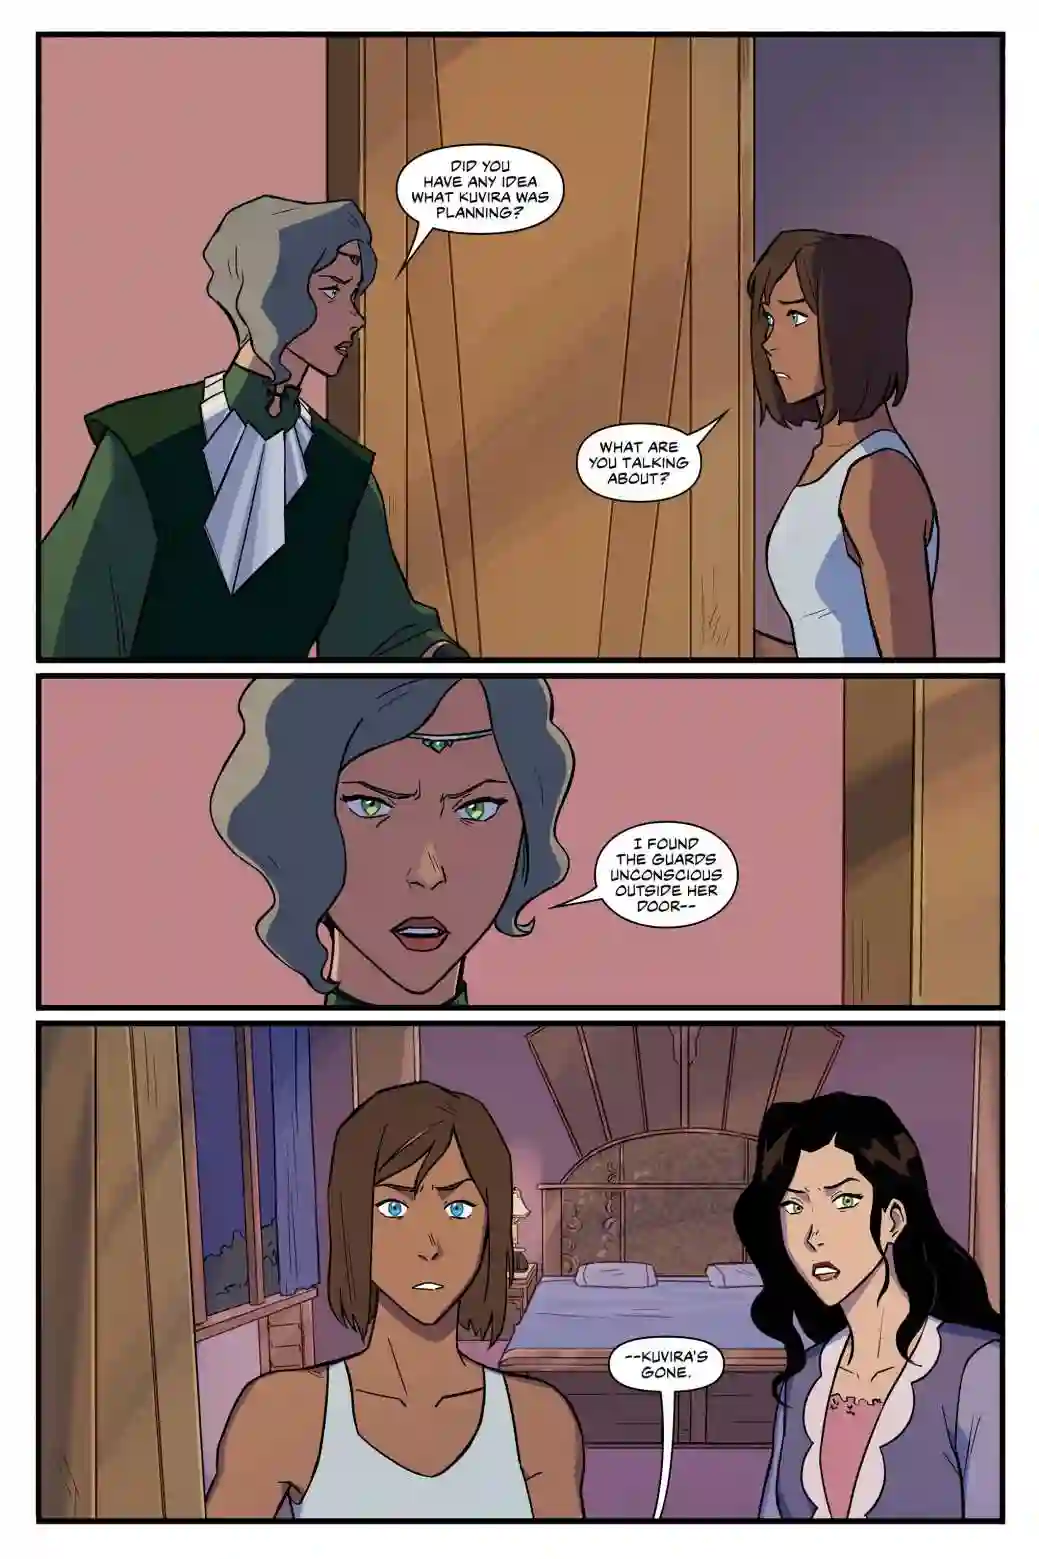 DID YOU
HAVE ANY IDEA
WHAT KUVIRA WAS
PLANNING?
WHAT ARE
YOU TALKING
ABOUT?
I FOUND
THE GUARDS
UNCONSCIOUS
OUTSIDE HER
DOOR--
--KUVIRA'S
GONE.